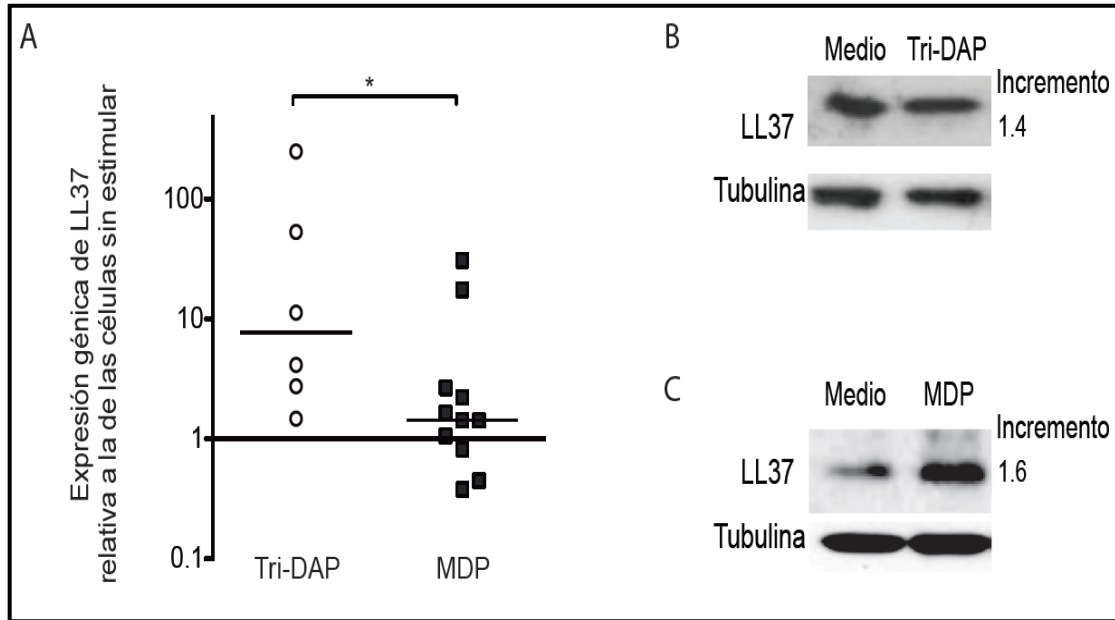 A
*
Expresión génica de LL37
relativa a la de las células sin estimular
100
10
1
0.1
Tri-DAP
MDP
B
Medio
Tri-DAP
Incremento
LL37
1.4
Tubulina
C
Medio
MDP
Incremento
LL37
1.6
Tubulina